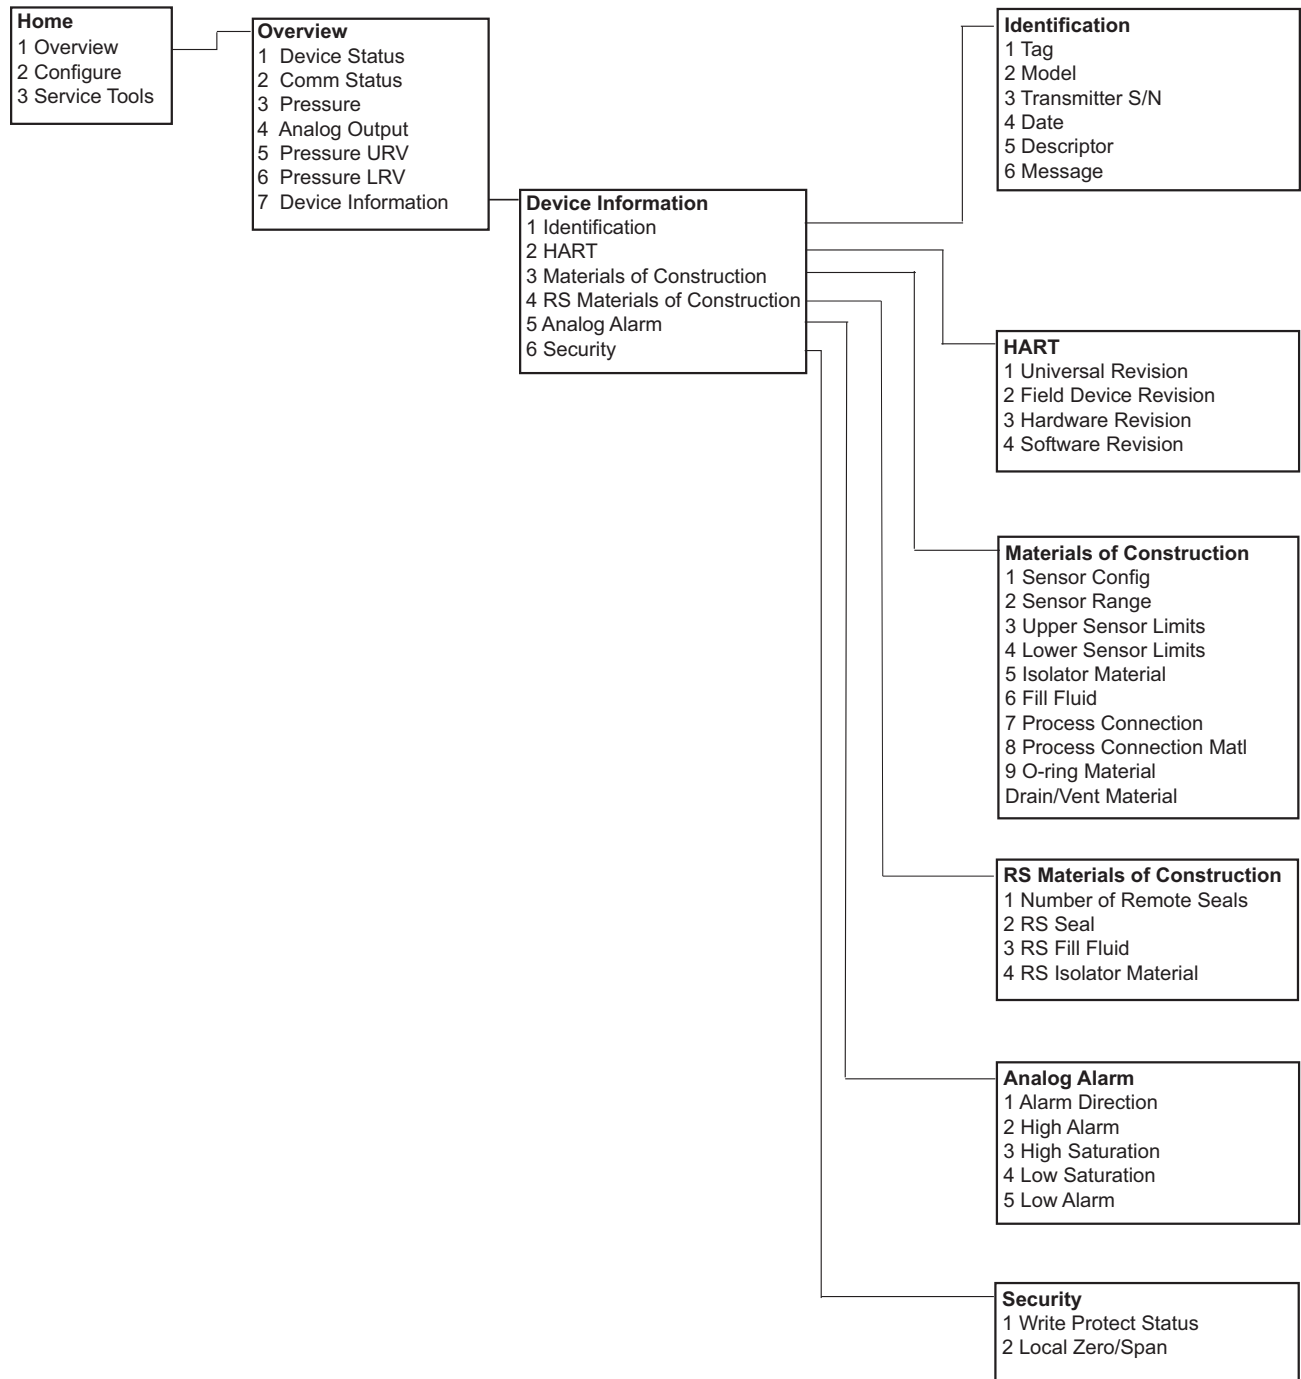 Home
1 Overview
2 Configure
3 Service Tools
Overview
1 Device Status
2 Comm Status
3 Pressure
4 Analog Output
5 Pressure URV
6 Pressure LRV
7 Device Information
Device Information
1 Identification
2 HART
3 Materials of Construction
4 RS Materials of Construction
5 Analog Alarm
6 Security
Identification
1 Tag
2 Model
3 Transmitter S/N
4 Date
5 Descriptor
6 Message
HART
1 Universal Revision
2 Field Device Revision
3 Hardware Revision
4 Software Revision
Materials of Construction
1 Sensor Config
2 Sensor Range
3 Upper Sensor Limits
4 Lower Sensor Limits
5 Isolator Material
6 Fill Fluid
7 Process Connection
8 Process Connection Matl
9 O-ring Material
Drain/Vent Material
RS Materials of Construction
1 Number of Remote Seals
2 RS Seal
3 RS Fill Fluid
4 RS Isolator Material
Analog Alarm
1 Alarm Direction
2 High Alarm
3 High Saturation
4 Low Saturation
5 Low Alarm
Security
1 Write Protect Status
2 Local Zero/Span